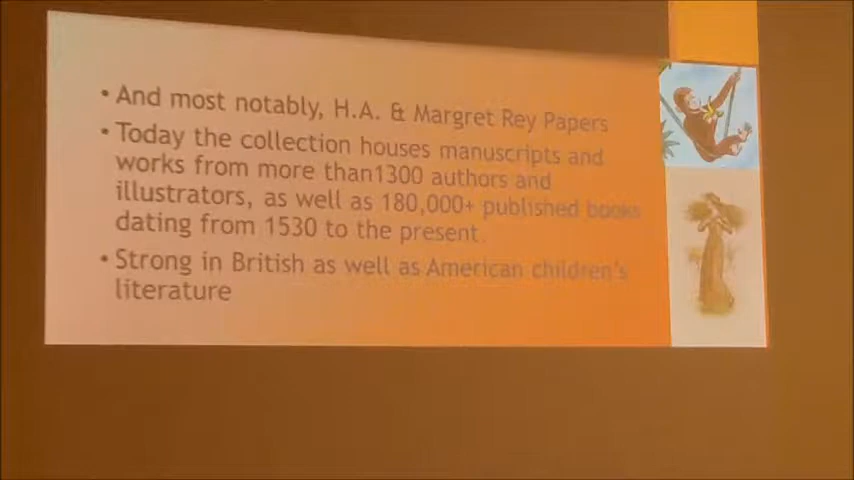 • And most notably, H.A. & Margret Rey Papers
• Today the collection houses manuscripts and
works from more than1300 authors and
illustrators, as well as 180,000+ published books
dating from 1530 to the present.
• Strong in British as well as American children's
literature